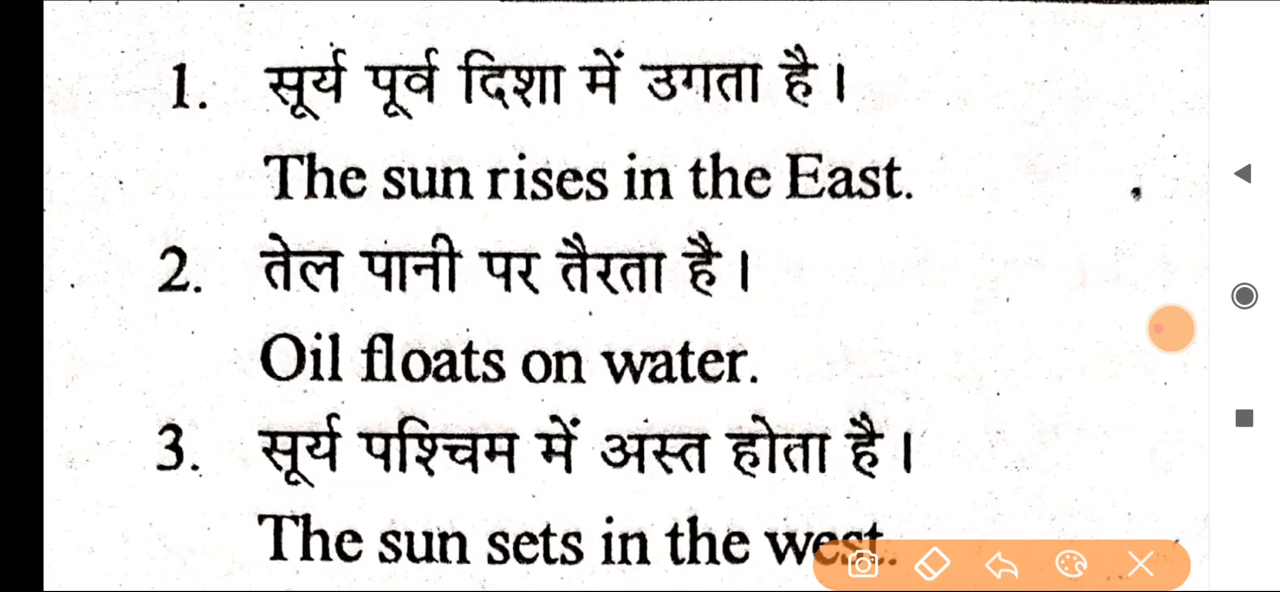 1. सूर्य पूर्व दिशा में उगता है।
The sun rises in the East.
2. तेल पानी पर तैरता है।
Oil floats on water.
3. सूर्य पश्चिम में अस्त होता है।
The sun sets in the west.